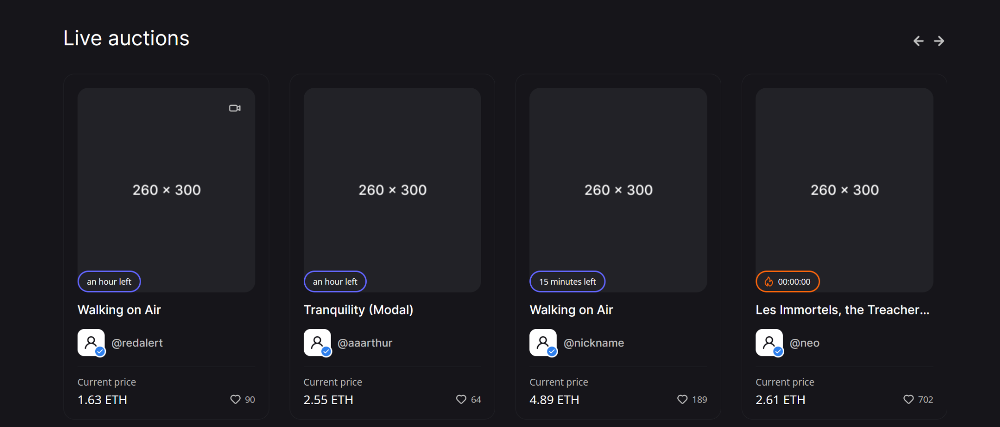 Live auctions
260 × 300
an hour left
Walking on Air
@redalert
Current price
1.63 ETH
90
260 × 300
an hour left
Tranquility (Modal)
@aaarthur
Current price
2.55 ETH
64
260 × 300
15 minutes left
Walking on Air
@nickname
Current price
4.89 ETH
189
260 × 300
00:00:00
Les Immortels, the Treacher...
@neo
Current price
2.61 ETH
702